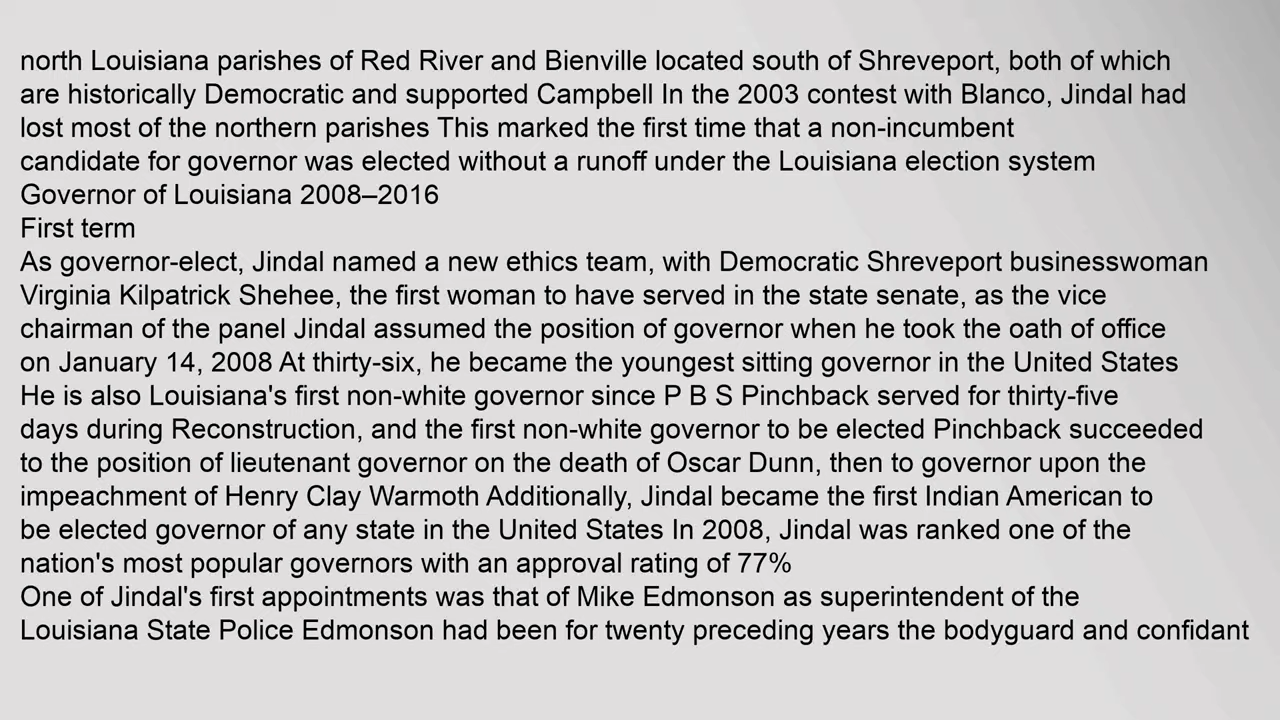 north Louisiana parishes of Red River and Bienville located south of Shreveport, both of which
are historically Democratic and supported Campbell In the 2003 contest with Blanco, Jindal had
lost most of the northern parishes This marked the first time that a non-incumbent
candidate for governor was elected without a runoff under the Louisiana election system
Governor of Louisiana 2008–2016
First term
As governor-elect, Jindal named a new ethics team, with Democratic Shreveport businesswoman
Virginia Kilpatrick Shehee, the first woman to have served in the state senate, as the vice
chairman of the panel Jindal assumed the position of governor when he took the oath of office
on January 14, 2008 At thirty-six, he became the youngest sitting governor in the United States
He is also Louisiana's first non-white governor since P B S Pinchback served for thirty-five
days during Reconstruction, and the first non-white governor to be elected Pinchback succeeded
to the position of lieutenant governor on the death of Oscar Dunn, then to governor upon the
impeachment of Henry Clay Warmoth Additionally, Jindal became the first Indian American to
be elected governor of any state in the United States In 2008, Jindal was ranked one of the
nation's most popular governors with an approval rating of 77%
One of Jindal's first appointments was that of Mike Edmonson as superintendent of the
Louisiana State Police Edmonson had been for twenty preceding years the bodyguard and confidant